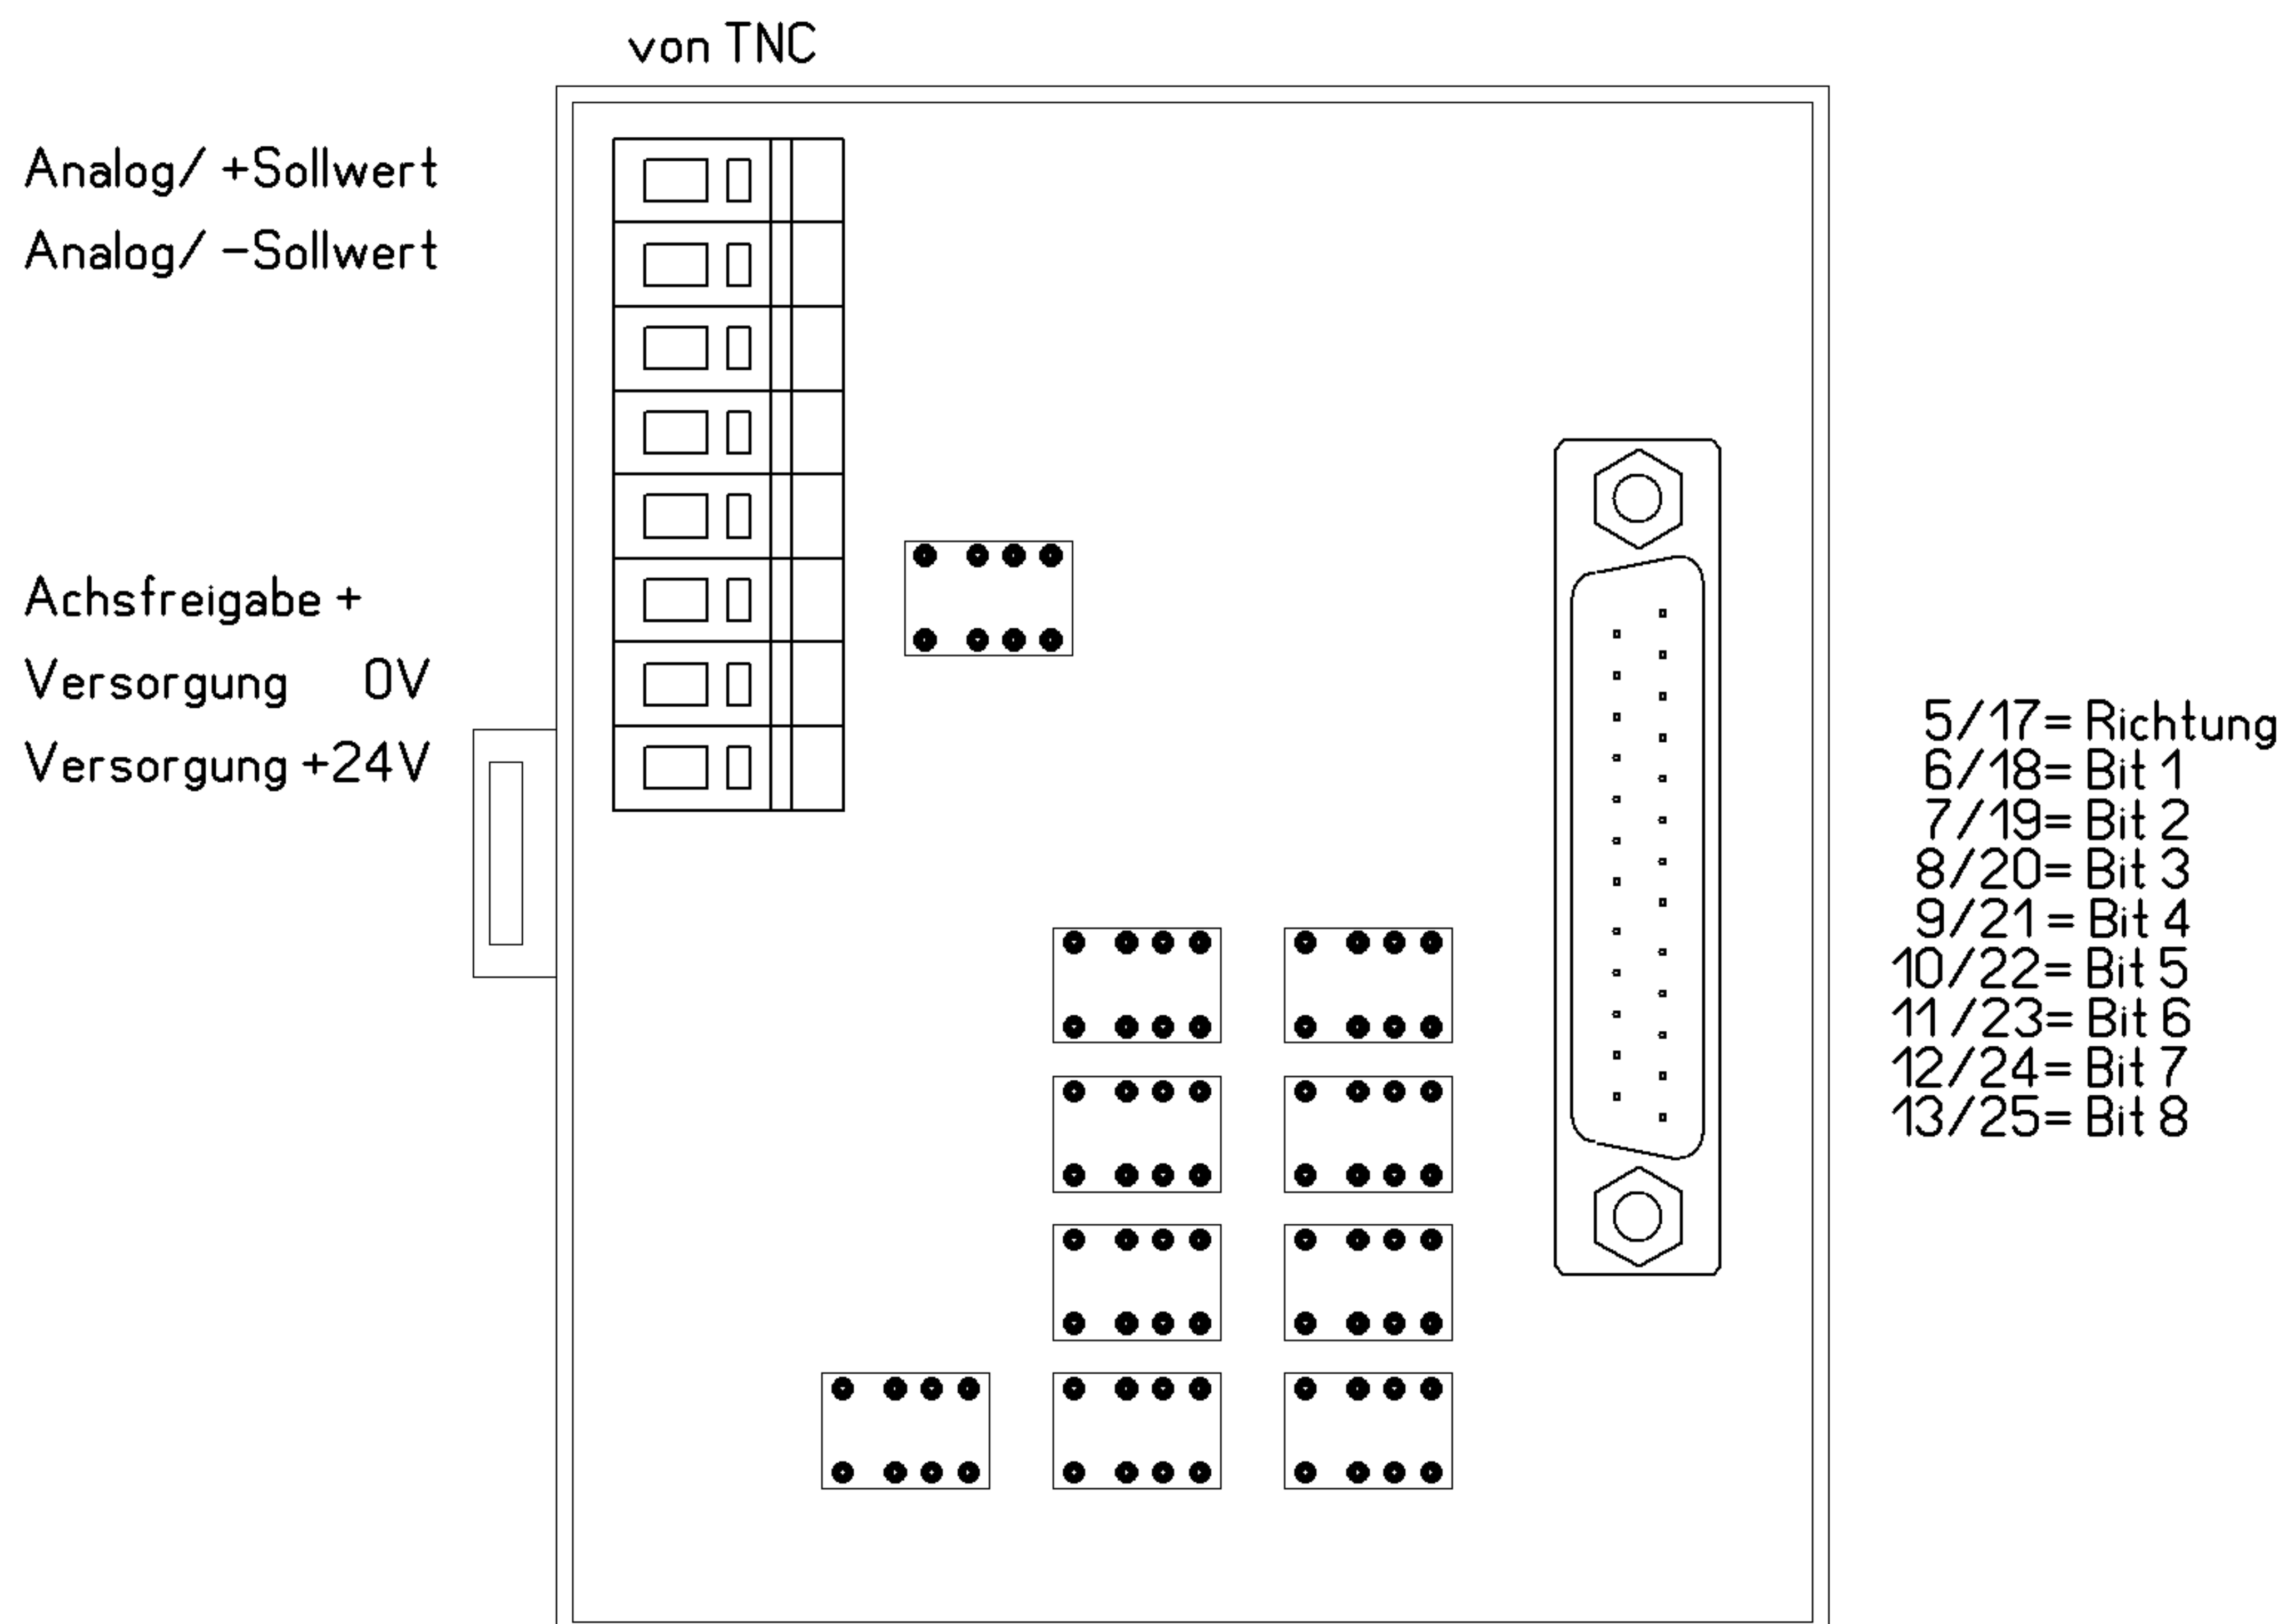 von TNC
Analog/ +Sollwert
Analog/ -Sollwert
Achsfreigabe +
Versorgung 0V
Versorgung +24V
5/17= Richtung
6/18= Bit 1
7/19= Bit 2
8/20= Bit 3
9/21= Bit 4
10/22= Bit 5
11/23= Bit 6
12/24= Bit 7
13/25= Bit 8